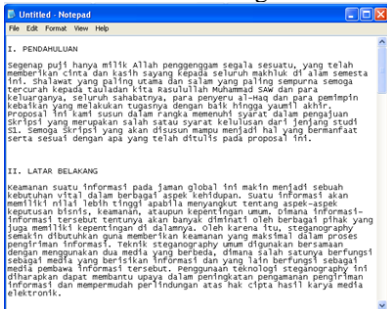 Untitled - Notepad
File Edit Format View Help
I. PENDAHULUAN
Segenap puji hanya milik Allah penggenggam segala sesuatu, yang telah
memberikan cinta dan kasih sayang kepada seluruh makhluk di alam semesta
ini. Shalawat yang paling utama dan salam yang paling sempurna semoga
tercurah kepada tauladan kita Rasulullah Muhammad SAW dan para
keluarganya, seluruh sahabatnya, para penyeru al-Haq dan para pemimpin
kebaikan yang melakukan tugasnya dengan baik hingga yaumil akhir.
Proposal ini kami susun dalam rangka memenuhi syarat dalam pengajuan
Skripsi yang merupakan salah satau syarat kelulusan dari jenjang studi
S1. Semoga Skripsi yang akan disusun mampu menjadi hal yang bermanfaat
serta sesuai dengan apa yang telah ditulis pada proposal ini.
II. LATAR BELAKANG
Keamanan suatu informasi pada jaman global ini makin menjadi sebuah
kebutuhan vital dalam berbagai aspek kehidupan. Suatu informasi akan
memiliki nilai lebih tinggi apabila menyangkut tentang aspek-aspek
keputusan bisnis, keamanan, ataupun kepentingan umum. Dimana informasi-
informasi tersebut tentunya akan banyak diminati oleh berbagai pihak yang
juga memiliki kepentingan di dalamnya. Oleh karena itu, steganography
semakin dibutuhkan guna memberikan keamanan yang maksimal dalam proses
pengiriman informasi. Teknik steganography umum digunakan bersamaan
dengan menggunakan dua media yang berbeda, dimana salah satunya berfungsi
sebagai media yang berisikan informasi dan yang lain berfungsi sebagai
media pembawa informasi tersebut. Penggunaan teknologi steganography ini
diharapkan dapat membantu upaya dalam peningkatan pengamanan pengiriman
informasi dan mempermudah perlindungan atas hak cipta hasil karya media
elektronik.